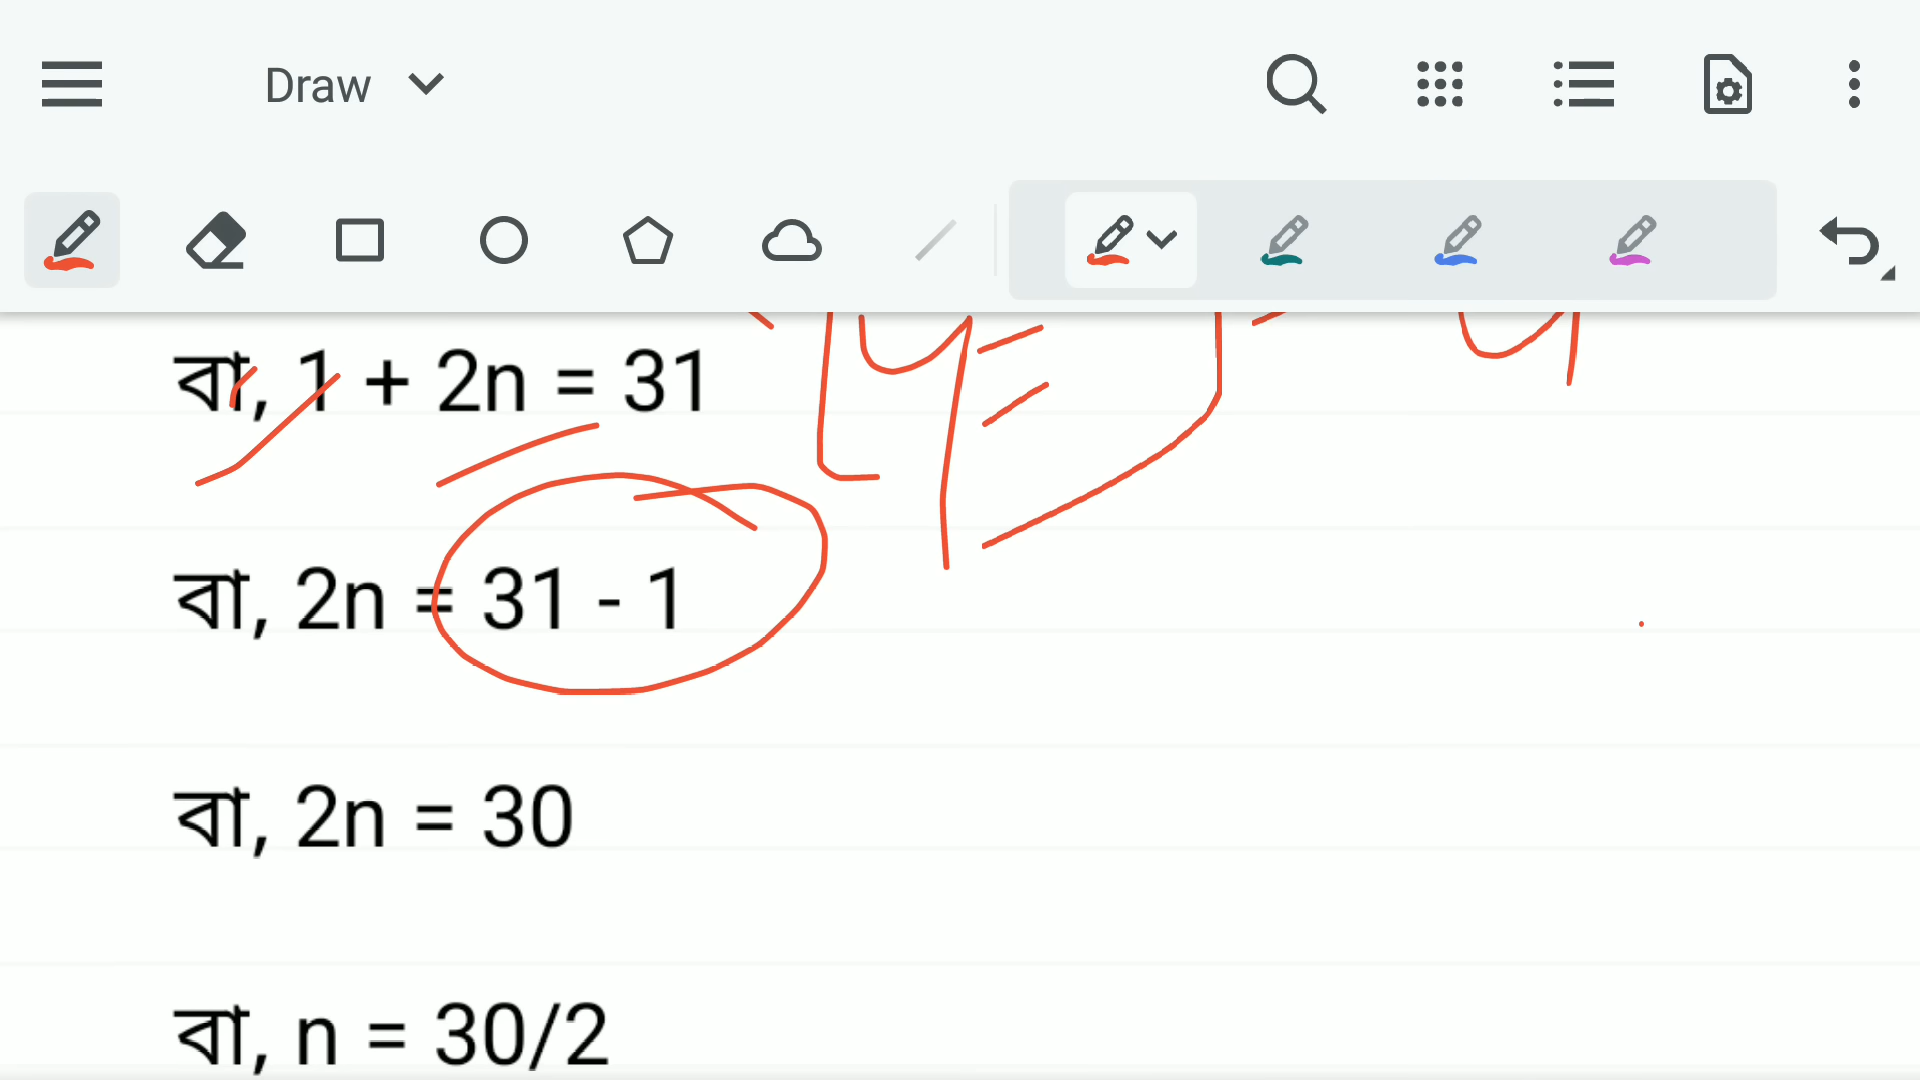 Draw
বা, 1 + 2n = 31
বা, 2n = 31 - 1
বা, 2n = 30
বা, n = 30/2